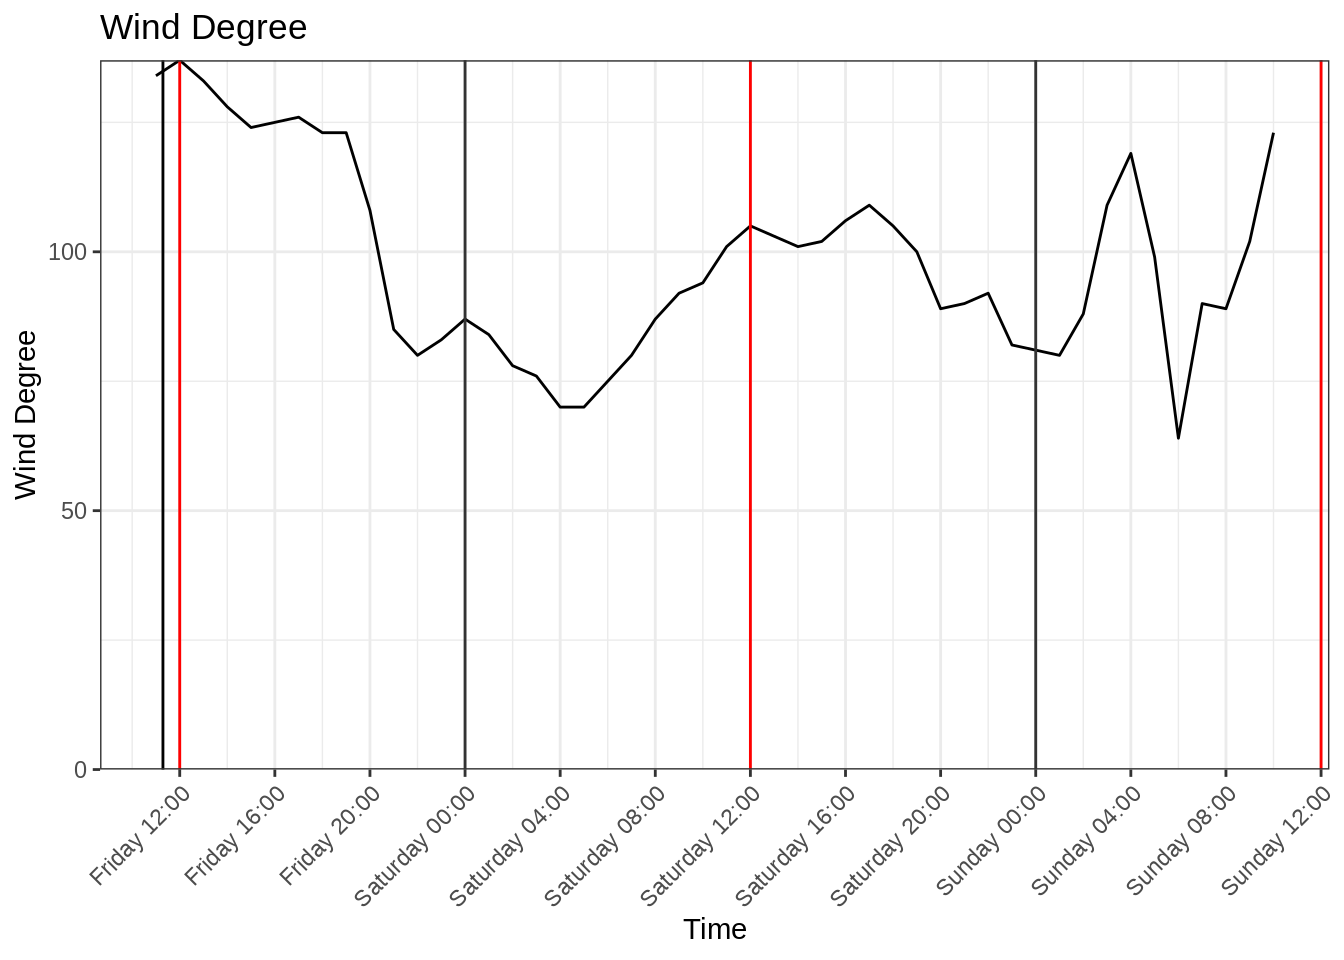 Wind Degree
Wind Degree
100
50
0
Friday 12:00
Friday 16:00
Friday 20:00
Saturday 00:00
Saturday 04:00
Saturday 08:00
Saturday 12:00
Saturday 16:00
Saturday 20:00
Sunday 00:00
Sunday 04:00
Sunday 08:00
Sunday 12:00
Time